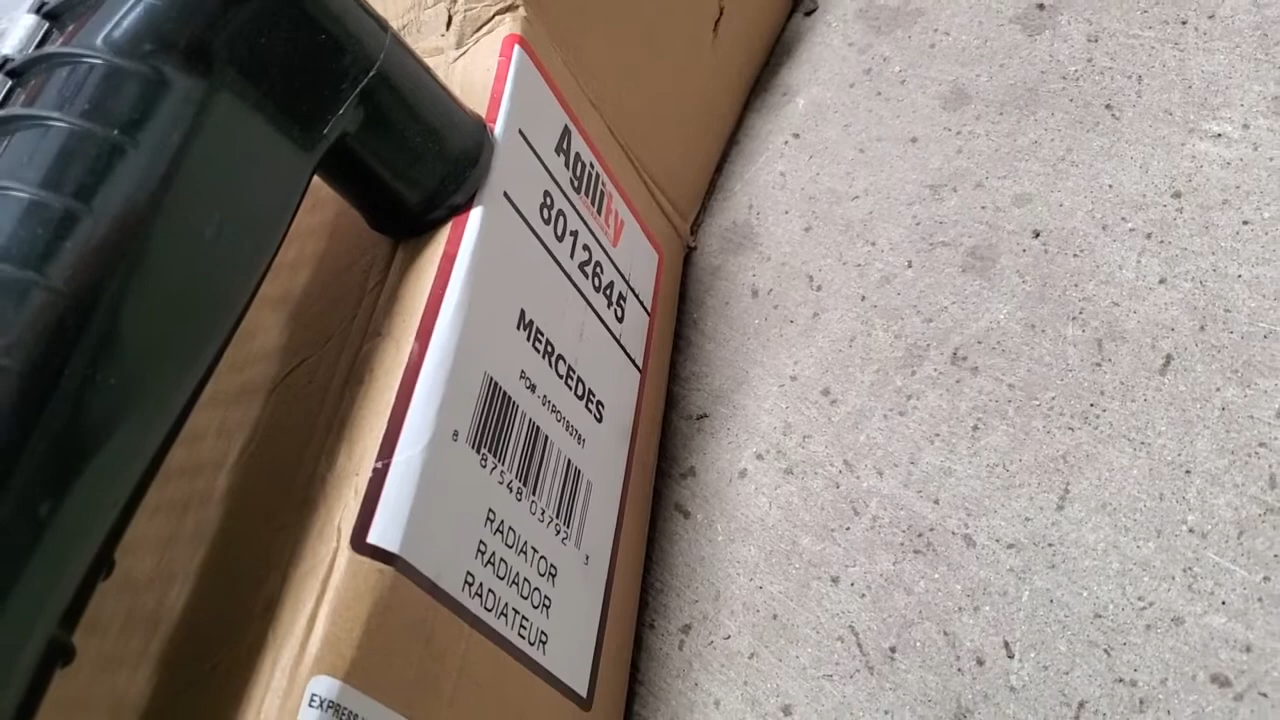 Agility
8012645
MERCEDES
PO# - 01PO193781
8 87548 03792 3
RADIATOR
RADIADOR
RADIATEUR
EXPRESS